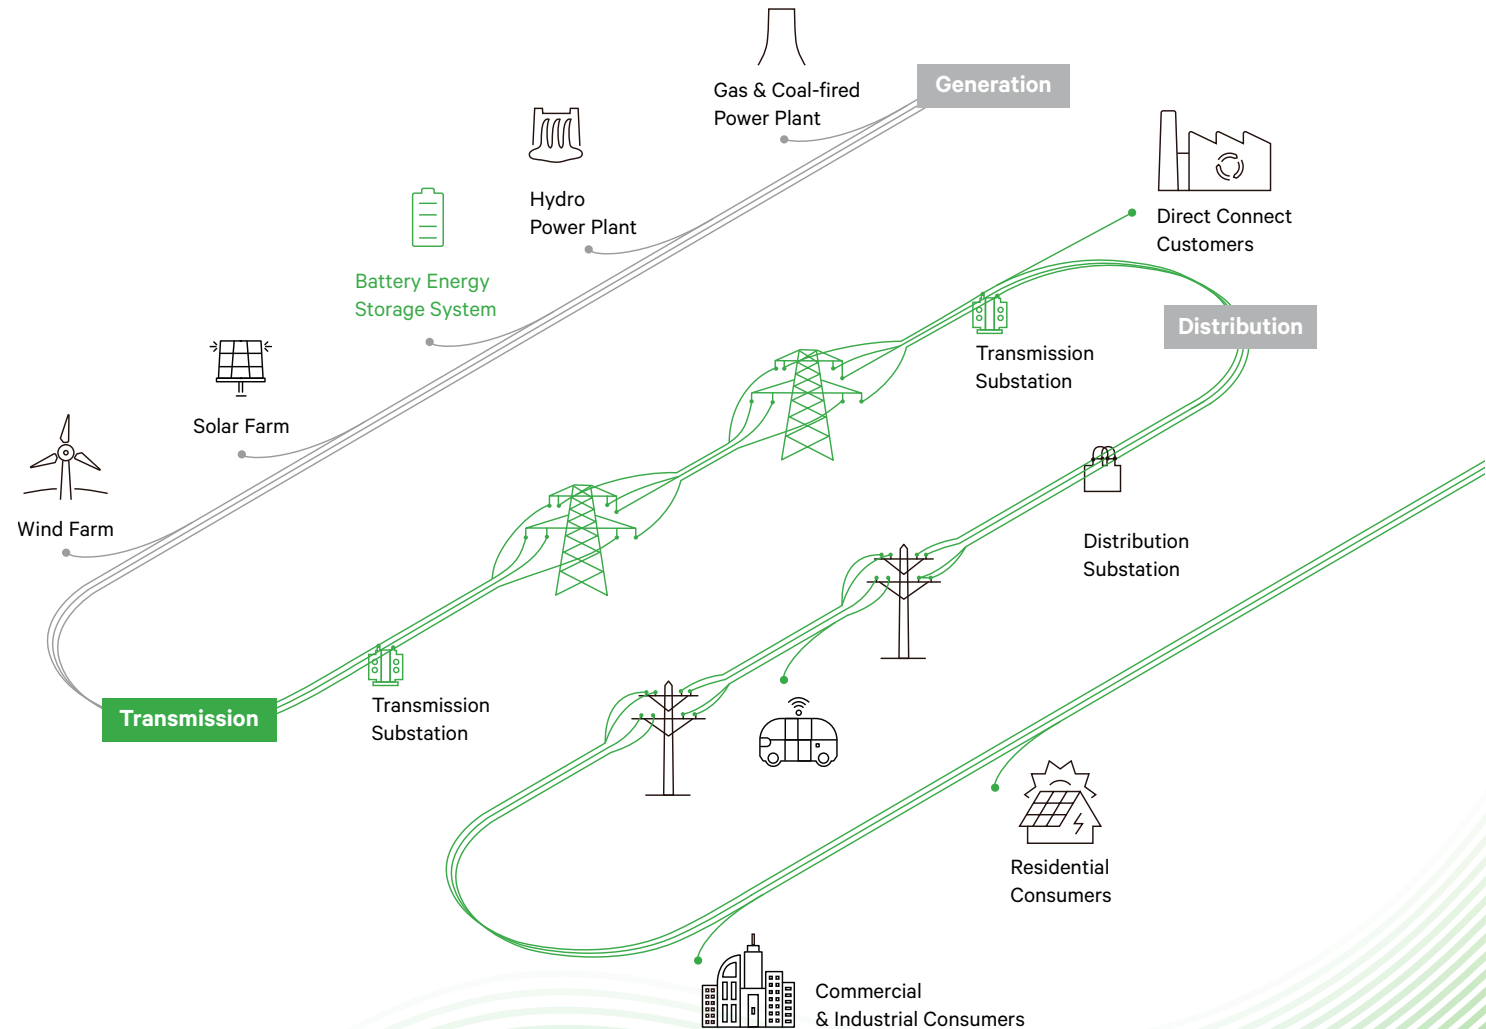 Gas & Coal-fired
Power Plant
Generation
Hydro
Power Plant
Battery Energy
Storage System
Solar Farm
Wind Farm
Direct Connect
Customers
Transmission
Substation
Distribution
Distribution
Substation
Transmission
Transmission
Substation
Residential
Consumers
Commercial
& Industrial Consumers